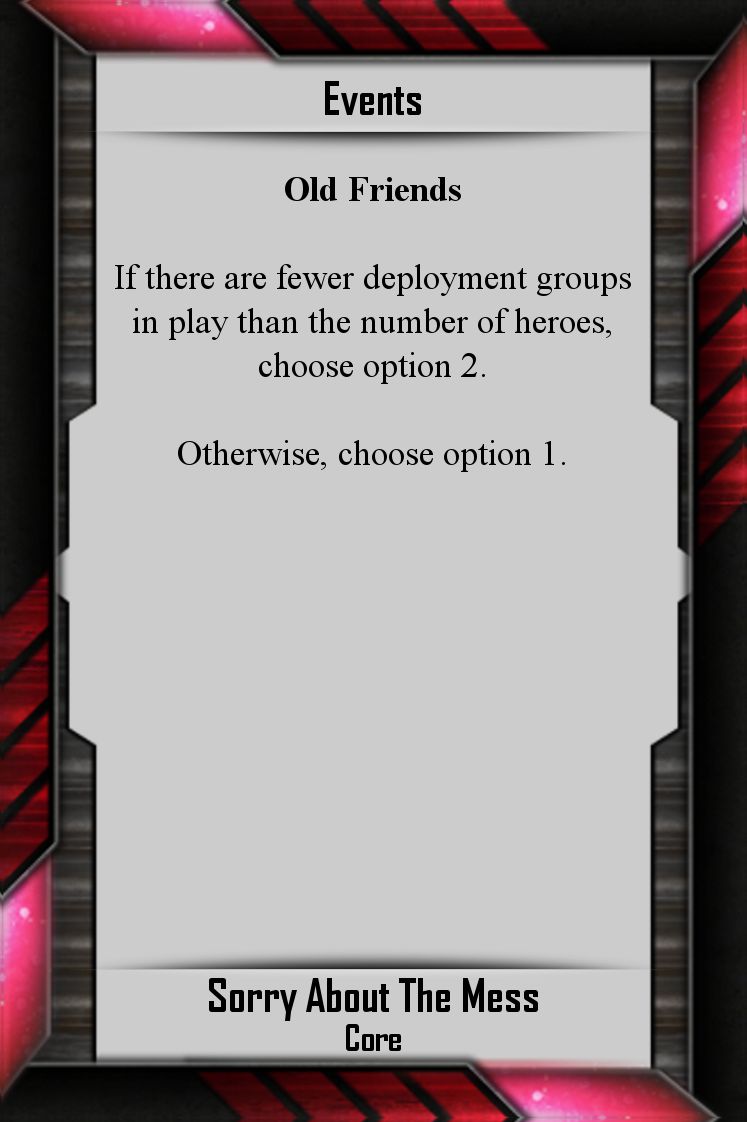 Events
Old Friends
If there are fewer deployment groups
in play than the number of heroes,
choose option 2.
Otherwise, choose option 1.
Sorry About The Mess
Core